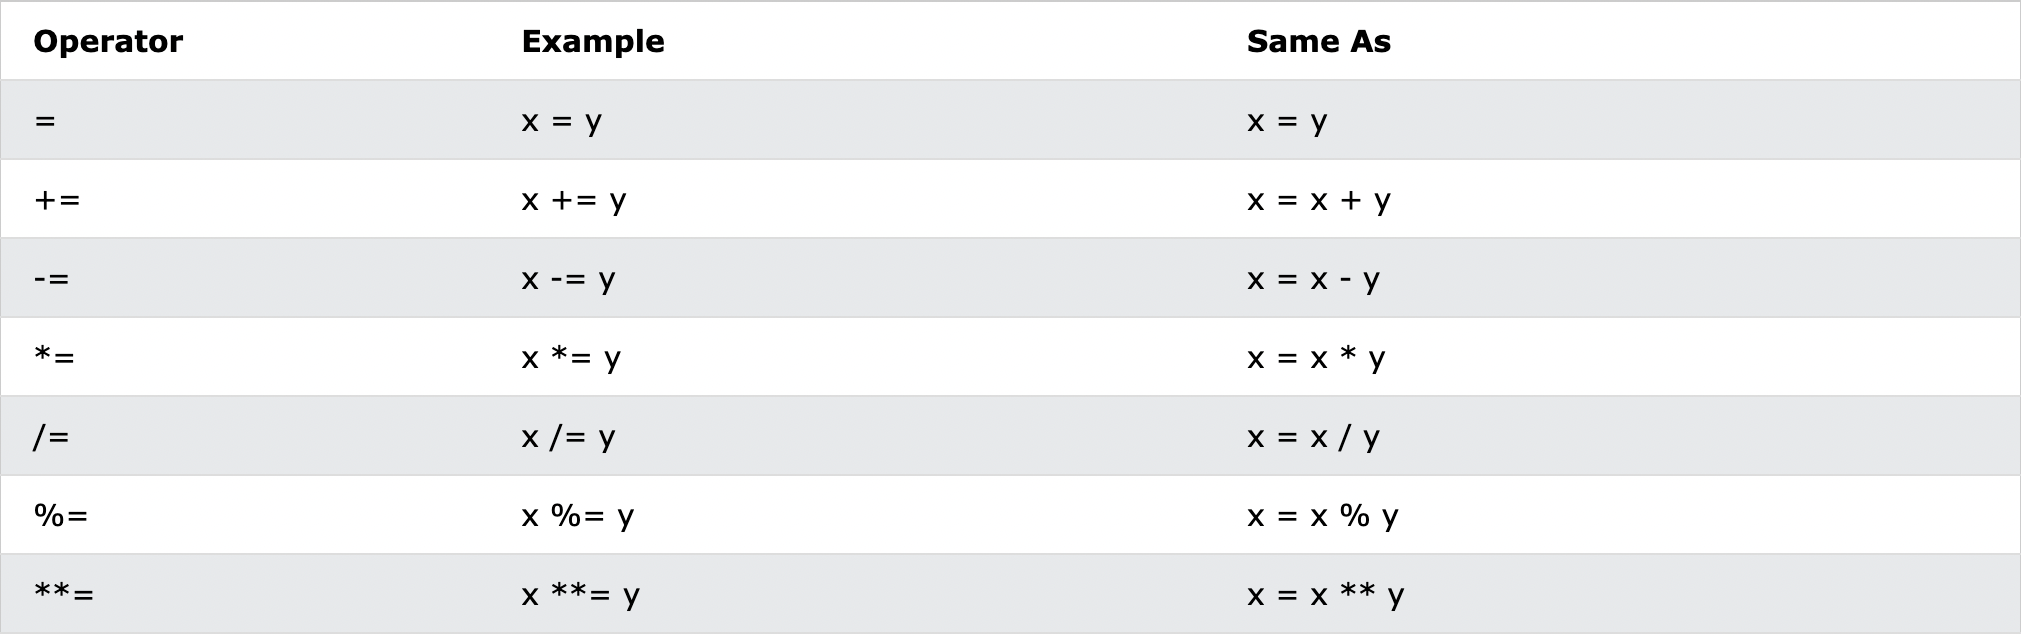 Operator Example Same As
= x = y x = y
+= x += y x = x + y
-= x -= y x = x - y
*= x *= y x = x * y
/= x /= y x = x / y
%= x %= y x = x % y
**= x **= y x = x ** y